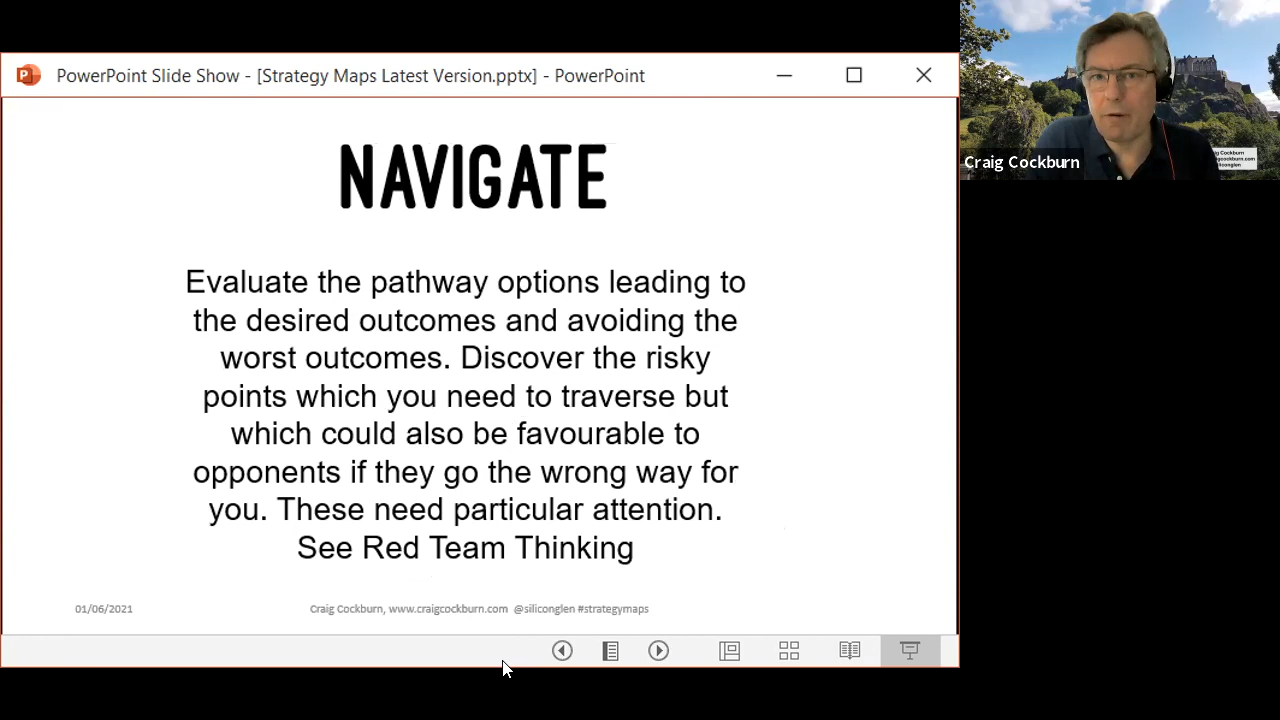 PowerPoint Slide Show - [Strategy Maps Latest Version.pptx] - PowerPoint
NAVIGATE
Evaluate the pathway options leading to
the desired outcomes and avoiding the
worst outcomes. Discover the risky
points which you need to traverse but
which could also be favourable to
opponents if they go the wrong way for
you. These need particular attention.
See Red Team Thinking
01/06/2021
Craig Cockburn, www.craigcockburn.com @siliconglen #strategymaps
Craig Cockburn